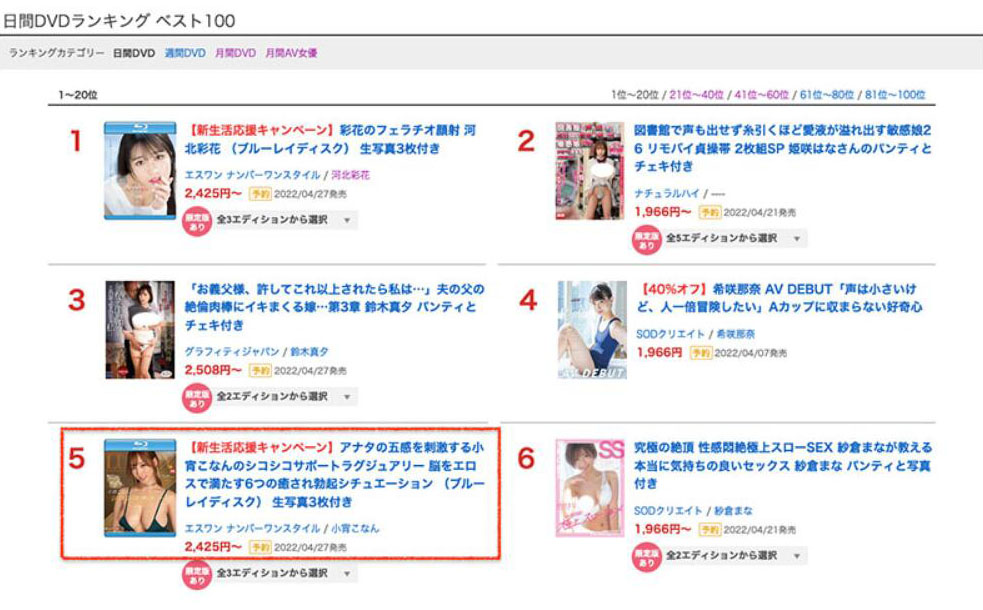 日間DVDランキング ベスト100
ランキングカテゴリー 日間DVD 週間DVD 月間DVD 月間AV女優
1～20位
1位～20位 / 21位～40位 / 41位～60位 / 61位～80位 / 81位～100位
1
【新生活応援キャンペーン】彩花のフェラチオ顔射 河
北彩花 （ブルーレイディスク） 生写真3枚付き
エスワン ナンバーワンスタイル / 河北彩花
2,425円～ 予約 2022/04/27発売
限定版
あり
全3エディションから選択
2
図書館で声も出せず糸引くほど愛液が溢れ出す敏感娘2
6 リモバイ貞操帯 2枚組SP 姫咲はなさんのパンティと
チェキ付き
ナチュラルハイ / ----
1,966円～ 予約 2022/04/21発売
限定版
あり
全5エディションから選択
3
「お義父様、許してこれ以上されたら私は…」夫の父の
絶倫肉棒にイキまくる嫁…第3章 鈴木真夕 パンティと
チェキ付き
グラフィティジャパン / 鈴木真夕
2,508円～ 予約 2022/04/27発売
限定版
あり
全2エディションから選択
4
【40%オフ】希咲那奈 AV DEBUT「声は小さいけ
ど、人一倍冒険したい」Aカップに収まらない好奇心
SODクリエイト / 希咲那奈
1,966円 予約 2022/04/07発売
AV DEBUT
5
【新生活応援キャンペーン】アナタの五感を刺激する小
宵こなんのシコシコサポートラグジュアリー 脳をエロ
スで満たす6つの癒され勃起シチュエーション （ブルー
レイディスク） 生写真3枚付き
エスワン ナンバーワンスタイル / 小宵こなん
2,425円～ 予約 2022/04/27発売
限定版
あり
全3エディションから選択
6
SS
究極の絶頂 性感悶絶極上スローSEX 紗倉まなが教える
本当に気持ちの良いセックス 紗倉まな パンティと写真
付き
SODクリエイト / 紗倉まな
1,966円～ 予約 2022/04/21発売
限定版
あり
全2エディションから選択